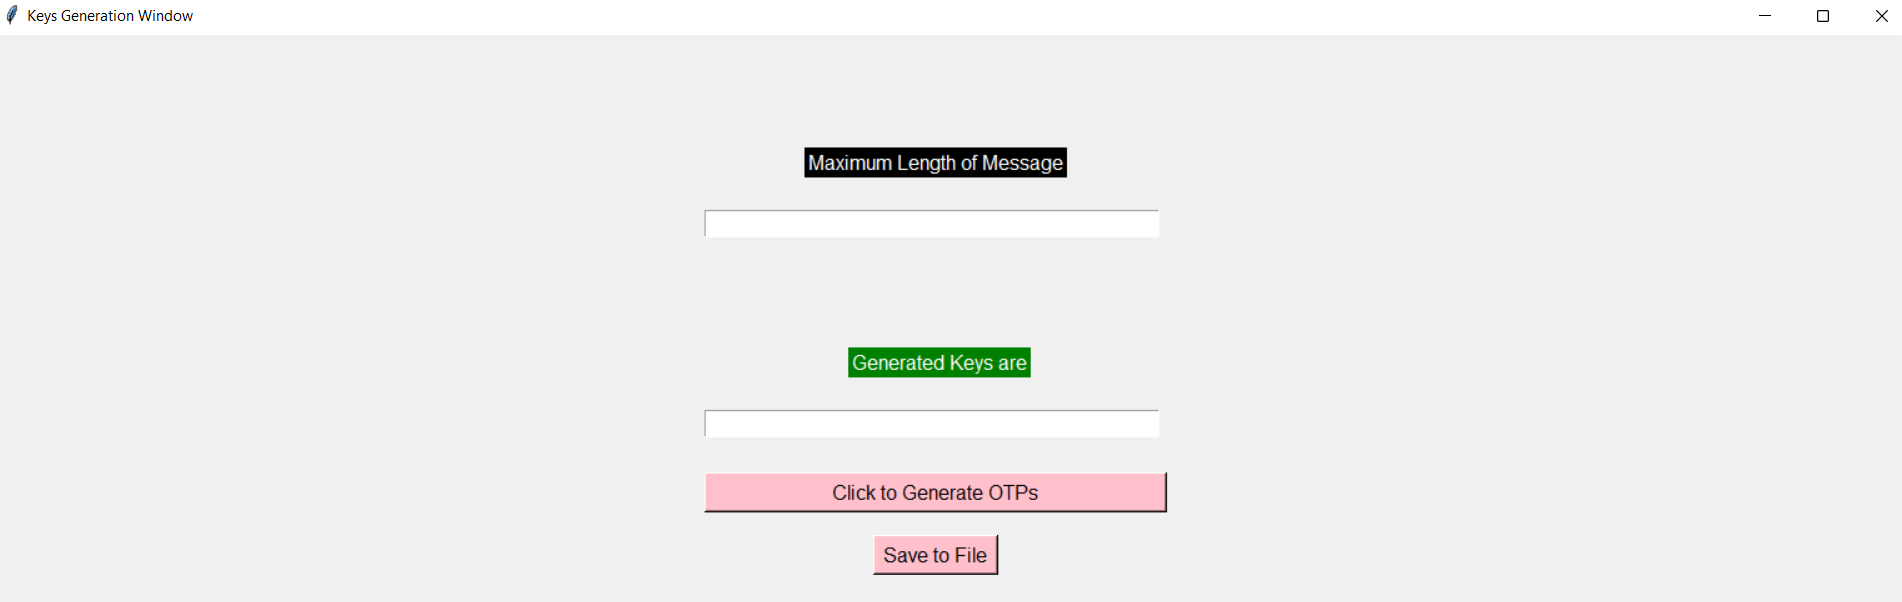 Keys Generation Window
Maximum Length of Message
Generated Keys are
Click to Generate OTPs
Save to File